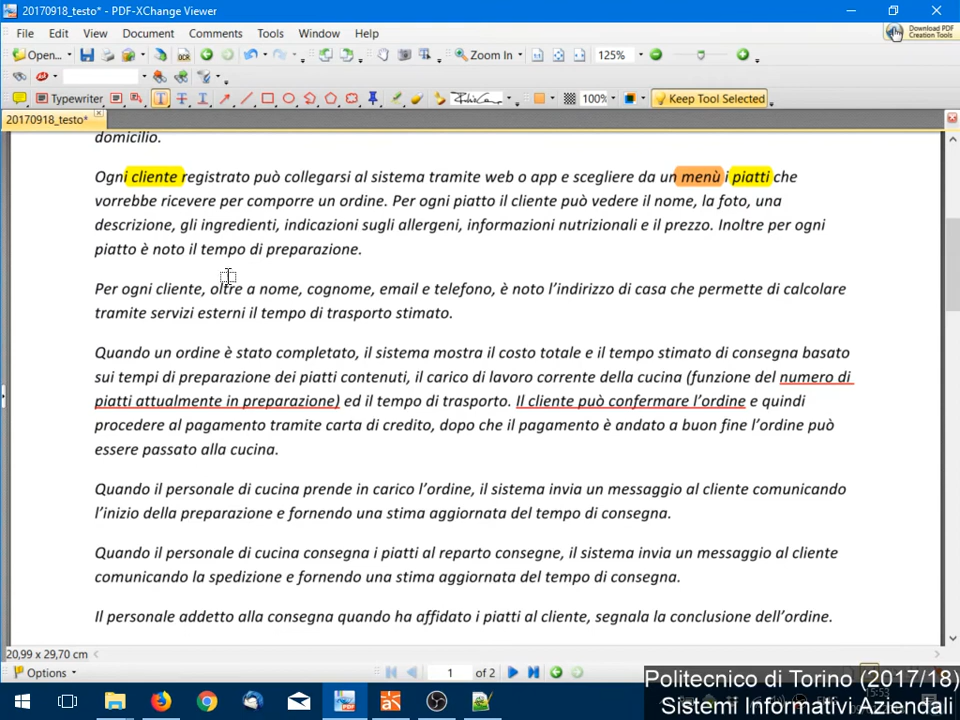 20170918_testo* - PDF-XChange Viewer
File Edit View Document Comments Tools Window Help
Download PDF
Creation Tools
Open... OCR Zoom In 125%
Typewriter 100% Keep Tool Selected
20170918_testo*
domicilio.
Ogni cliente registrato può collegarsi al sistema tramite web o app e scegliere da un menù i piatti che
vorrebbe ricevere per comporre un ordine. Per ogni piatto il cliente può vedere il nome, la foto, una
descrizione, gli ingredienti, indicazioni sugli allergeni, informazioni nutrizionali e il prezzo. Inoltre per ogni
piatto è noto il tempo di preparazione.
Per ogni cliente, oltre a nome, cognome, email e telefono, è noto l'indirizzo di casa che permette di calcolare
tramite servizi esterni il tempo di trasporto stimato.
Quando un ordine è stato completato, il sistema mostra il costo totale e il tempo stimato di consegna basato
sui tempi di preparazione dei piatti contenuti, il carico di lavoro corrente della cucina (funzione del numero di
piatti attualmente in preparazione) ed il tempo di trasporto. Il cliente può confermare l'ordine e quindi
procedere al pagamento tramite carta di credito, dopo che il pagamento è andato a buon fine l'ordine può
essere passato alla cucina.
Quando il personale di cucina prende in carico l'ordine, il sistema invia un messaggio al cliente comunicando
l'inizio della preparazione e fornendo una stima aggiornata del tempo di consegna.
Quando il personale di cucina consegna i piatti al reparto consegne, il sistema invia un messaggio al cliente
comunicando la spedizione e fornendo una stima aggiornata del tempo di consegna.
Il personale addetto alla consegna quando ha affidato i piatti al cliente, segnala la conclusione dell'ordine.
20,99 x 29,70 cm
Options 1 of 2
Politecnico di Torino (2017/18)
Sistemi Informativi Aziendali